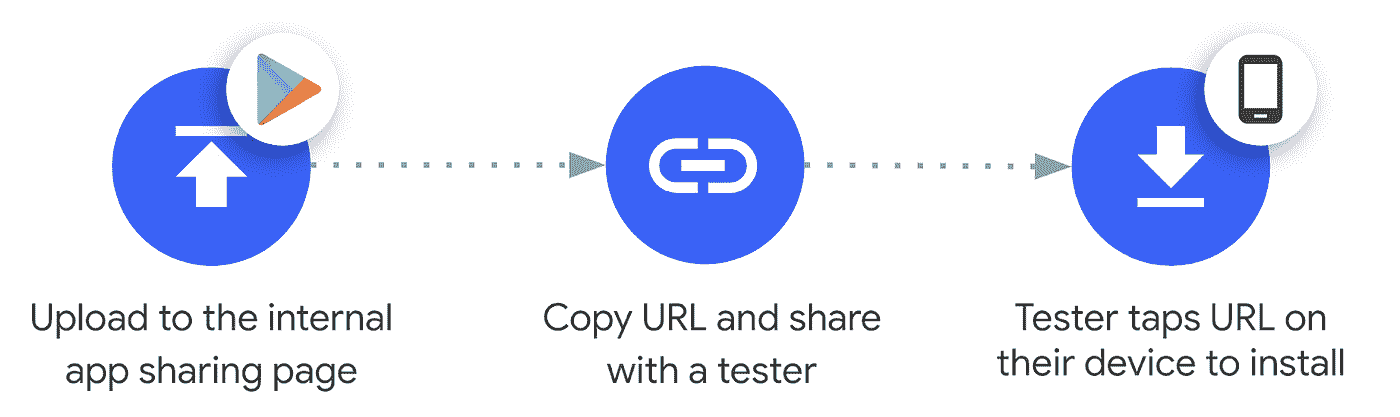 Upload to the internal
app sharing page
Copy URL and share
with a tester
Tester taps URL on
their device to install